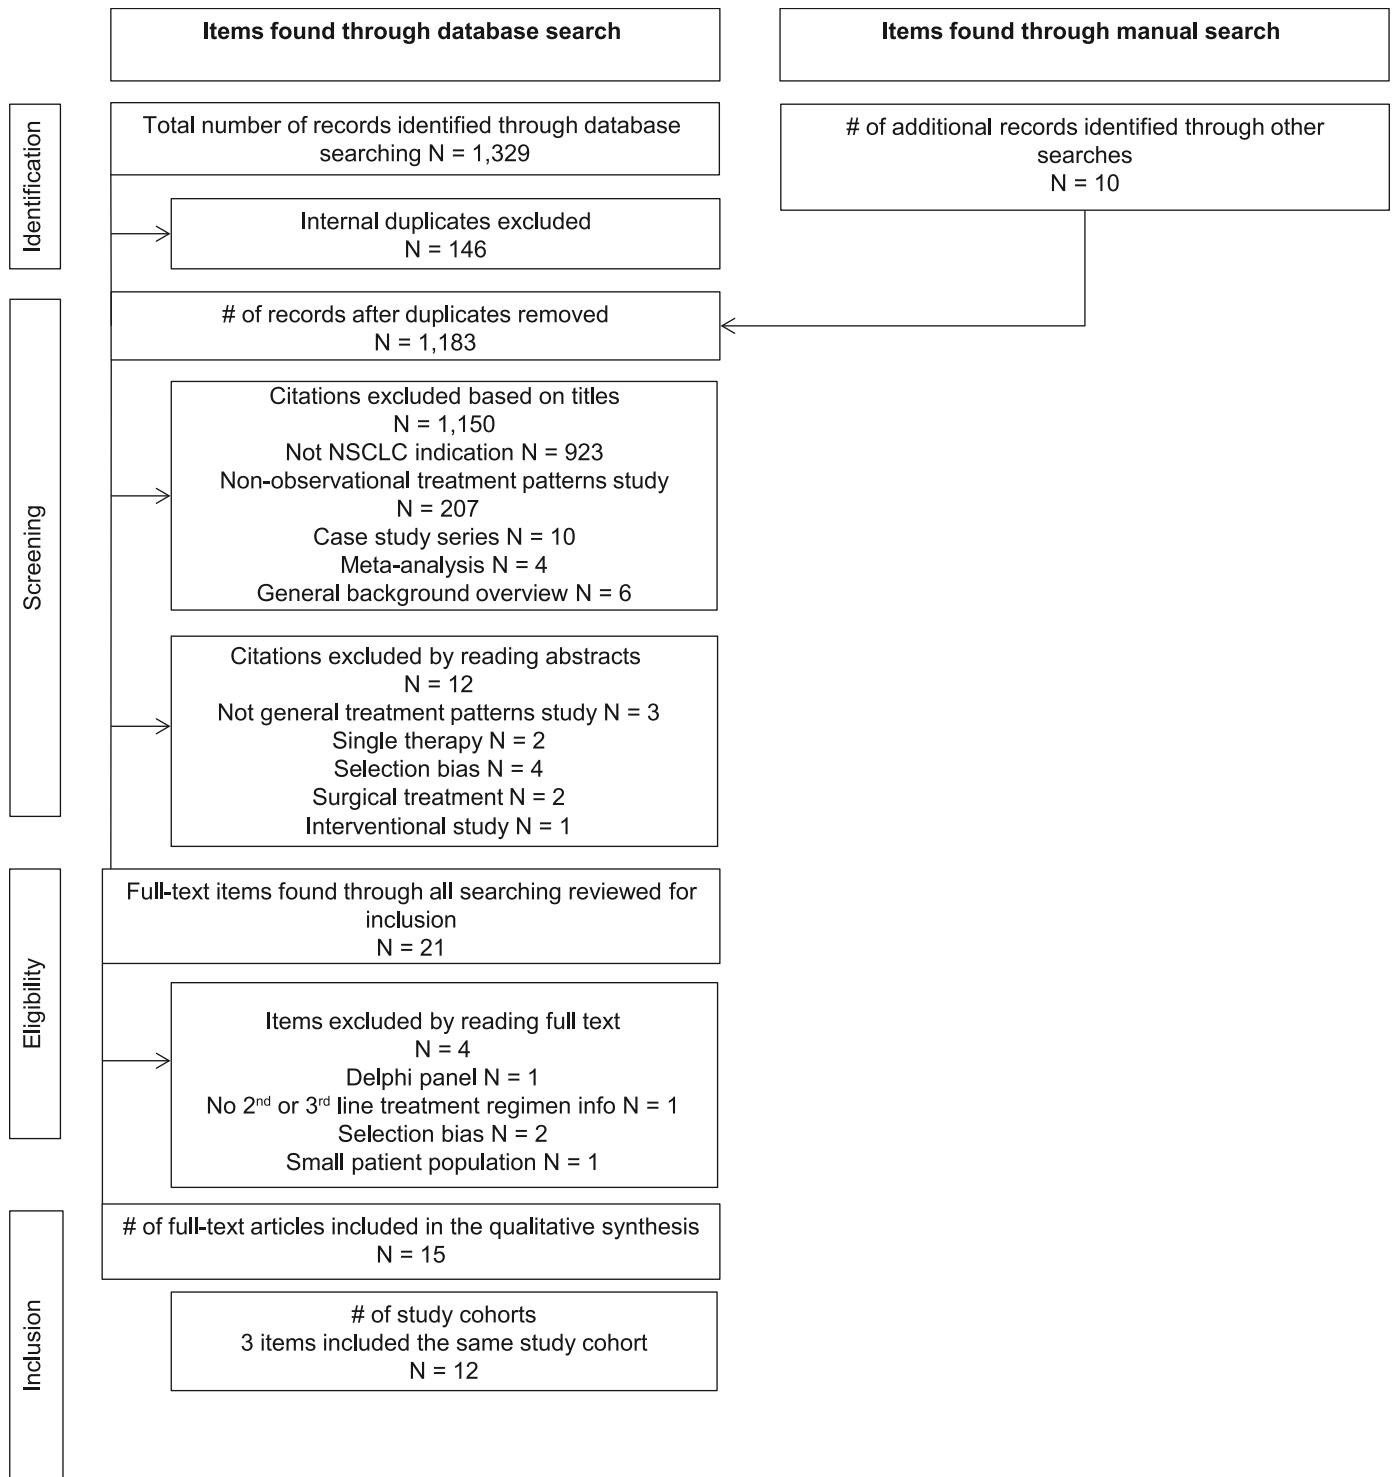 Items found through database search
Items found through manual search
Identification
Total number of records identified through database
searching N = 1,329
# of additional records identified through other
searches
N = 10
Internal duplicates excluded
N = 146
Screening
# of records after duplicates removed
N = 1,183
Citations excluded based on titles
N = 1,150
Not NSCLC indication N = 923
Non-observational treatment patterns study
N = 207
Case study series N = 10
Meta-analysis N = 4
General background overview N = 6
Citations excluded by reading abstracts
N = 12
Not general treatment patterns study N = 3
Single therapy N = 2
Selection bias N = 4
Surgical treatment N = 2
Interventional study N = 1
Eligibility
Full-text items found through all searching reviewed for
inclusion
N = 21
Items excluded by reading full text
N = 4
Delphi panel N = 1
No 2nd or 3rd line treatment regimen info N = 1
Selection bias N = 2
Small patient population N = 1
Inclusion
# of full-text articles included in the qualitative synthesis
N = 15
# of study cohorts
3 items included the same study cohort
N = 12